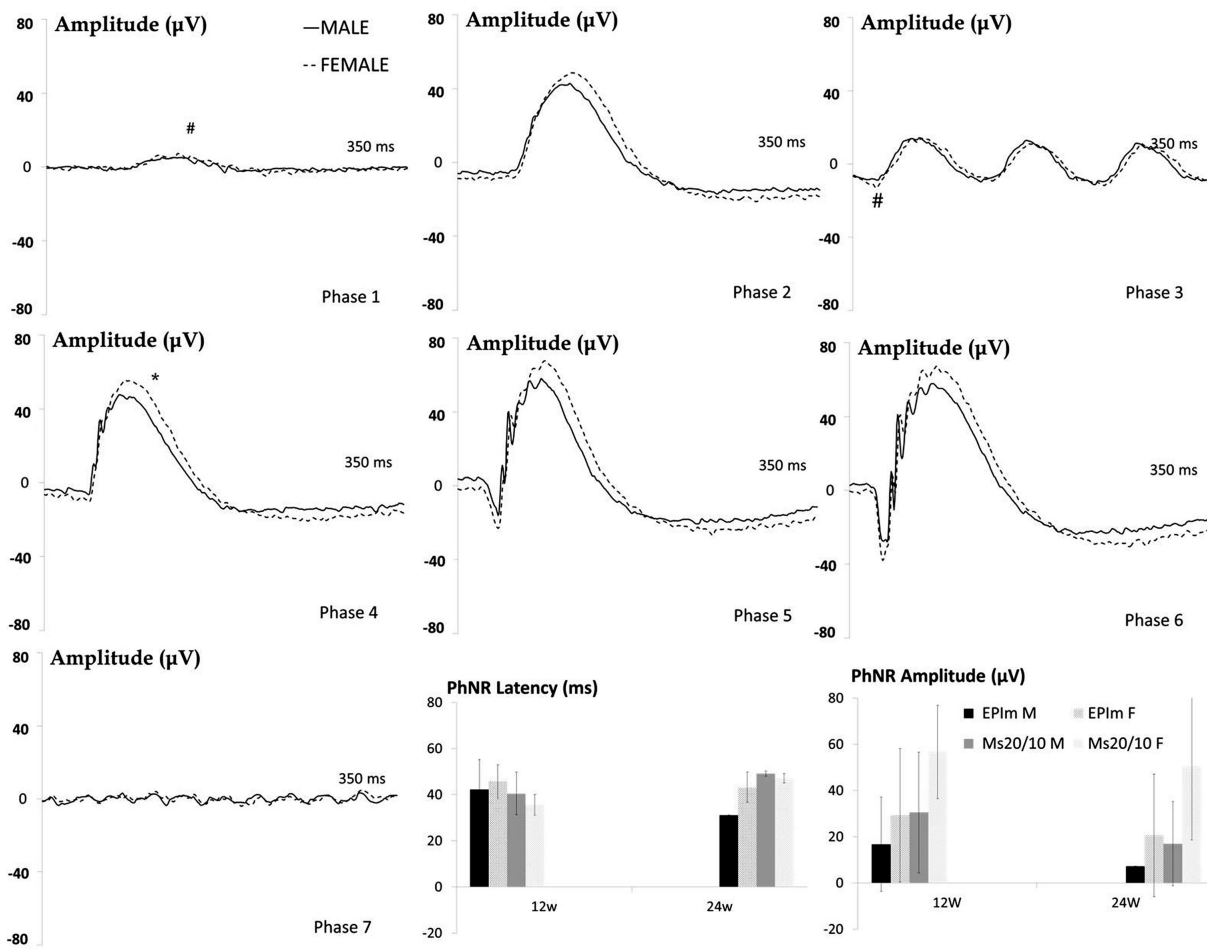 Amplitude (µV)
MALE
FEMALE
80
40
0
-40
-80
#
350 ms
Phase 1
Amplitude (µV)
80
40
0
-40
-80
350 ms
Phase 2
Amplitude (µV)
80
40
0
-40
-80
#
350 ms
Phase 3
Amplitude (µV)
80
40
0
-40
-80
*
350 ms
Phase 4
Amplitude (µV)
80
40
0
-40
-80
350 ms
Phase 5
Amplitude (µV)
80
40
0
-40
-80
350 ms
Phase 6
Amplitude (µV)
80
40
0
-40
-80
350 ms
Phase 7
PhNR Latency (ms)
80
60
40
20
0
-20
12w
24w
PhNR Amplitude (µV)
80
60
40
20
0
-20
EPIm M
EPIm F
Ms20/10 M
Ms20/10 F
12W
24W